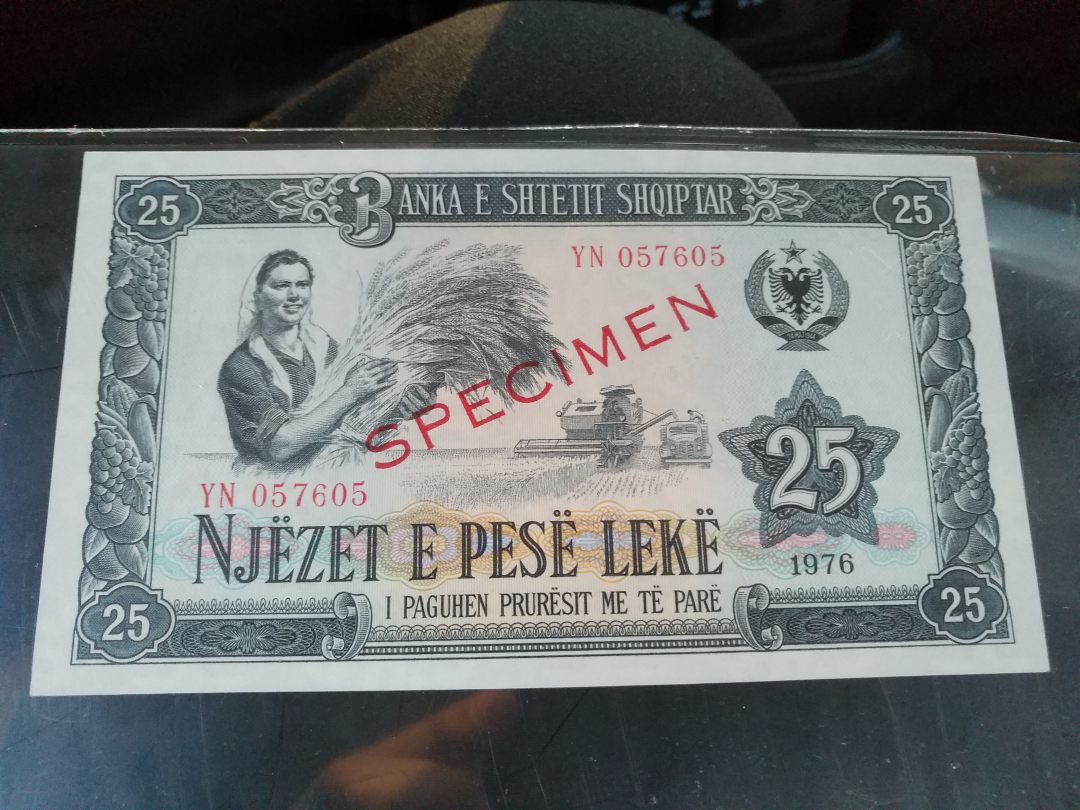 25 BANKA E SHTETIT SHQIPTAR 25
YN 057605
SPECIMEN
25
YN 057605
NJËZET E PESË LEKË
1976
I PAGUHEN PRURËSIT ME TË PARË
25 25